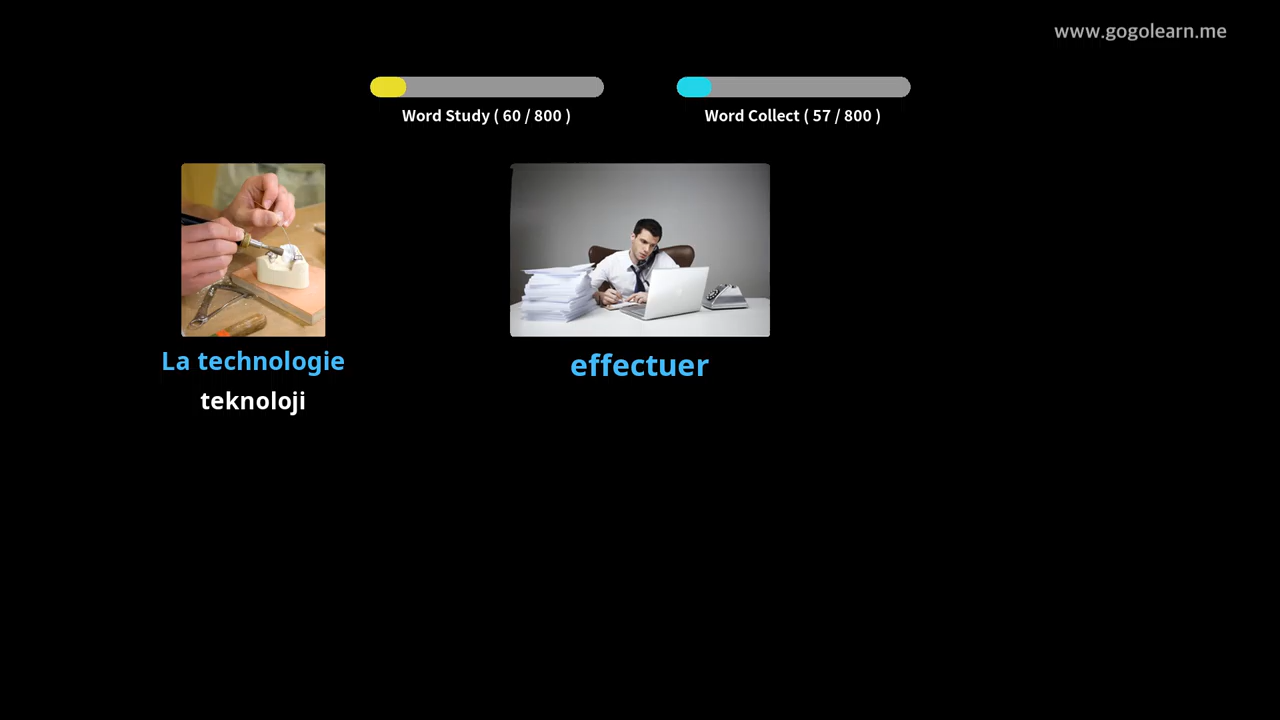 www.gogolearn.me
Word Study ( 60 / 800 )
Word Collect ( 57 / 800 )
La technologie
teknoloji
effectuer